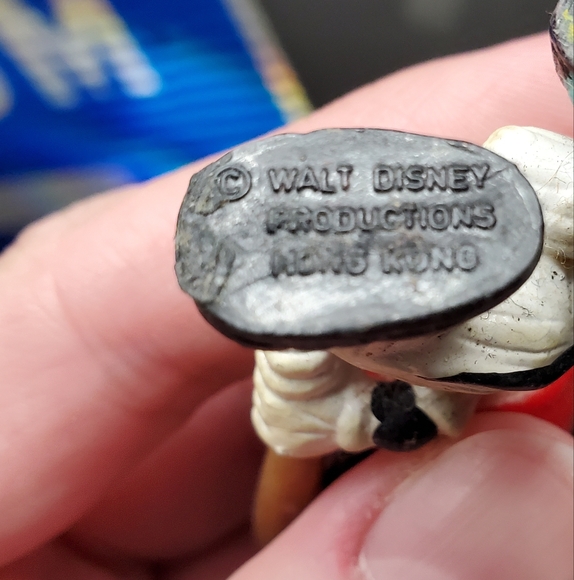 © WALT DISNEY
PRODUCTIONS
HONG KONG
M